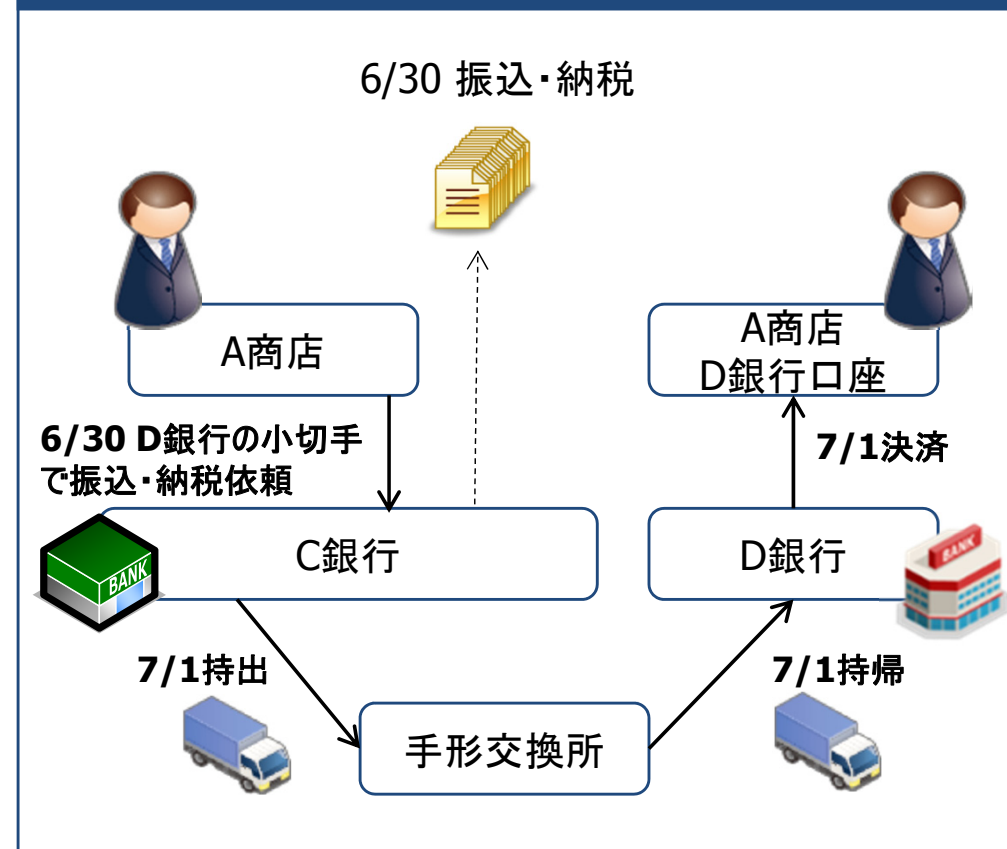 6/30 振込・納税
A商店
A商店
D銀行口座
6/30 D銀行の小切手
で振込・納税依頼
7/1決済
C銀行
BANK
D銀行
BANK
7/1持出
7/1持帰
手形交換所